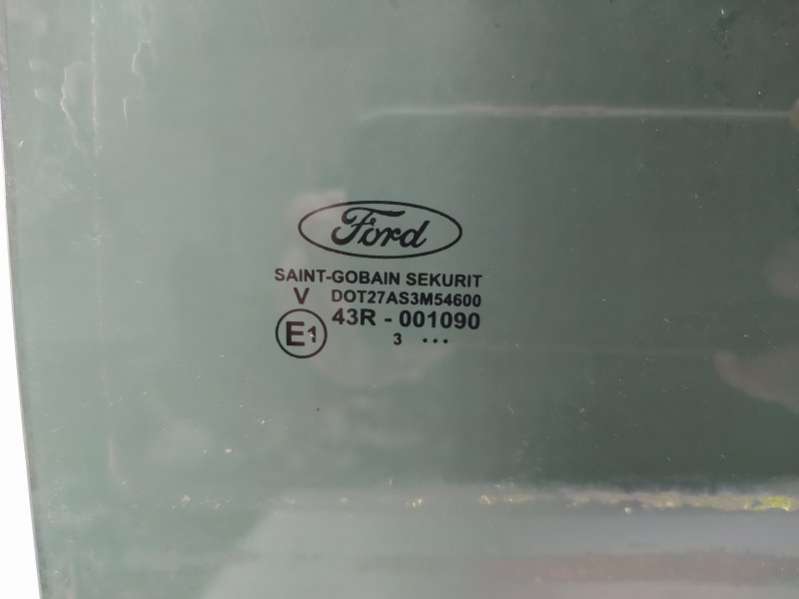 Ford
SAINT-GOBAIN SEKURIT
V DOT27AS3M54600
E1 43R - 001090
3 ...